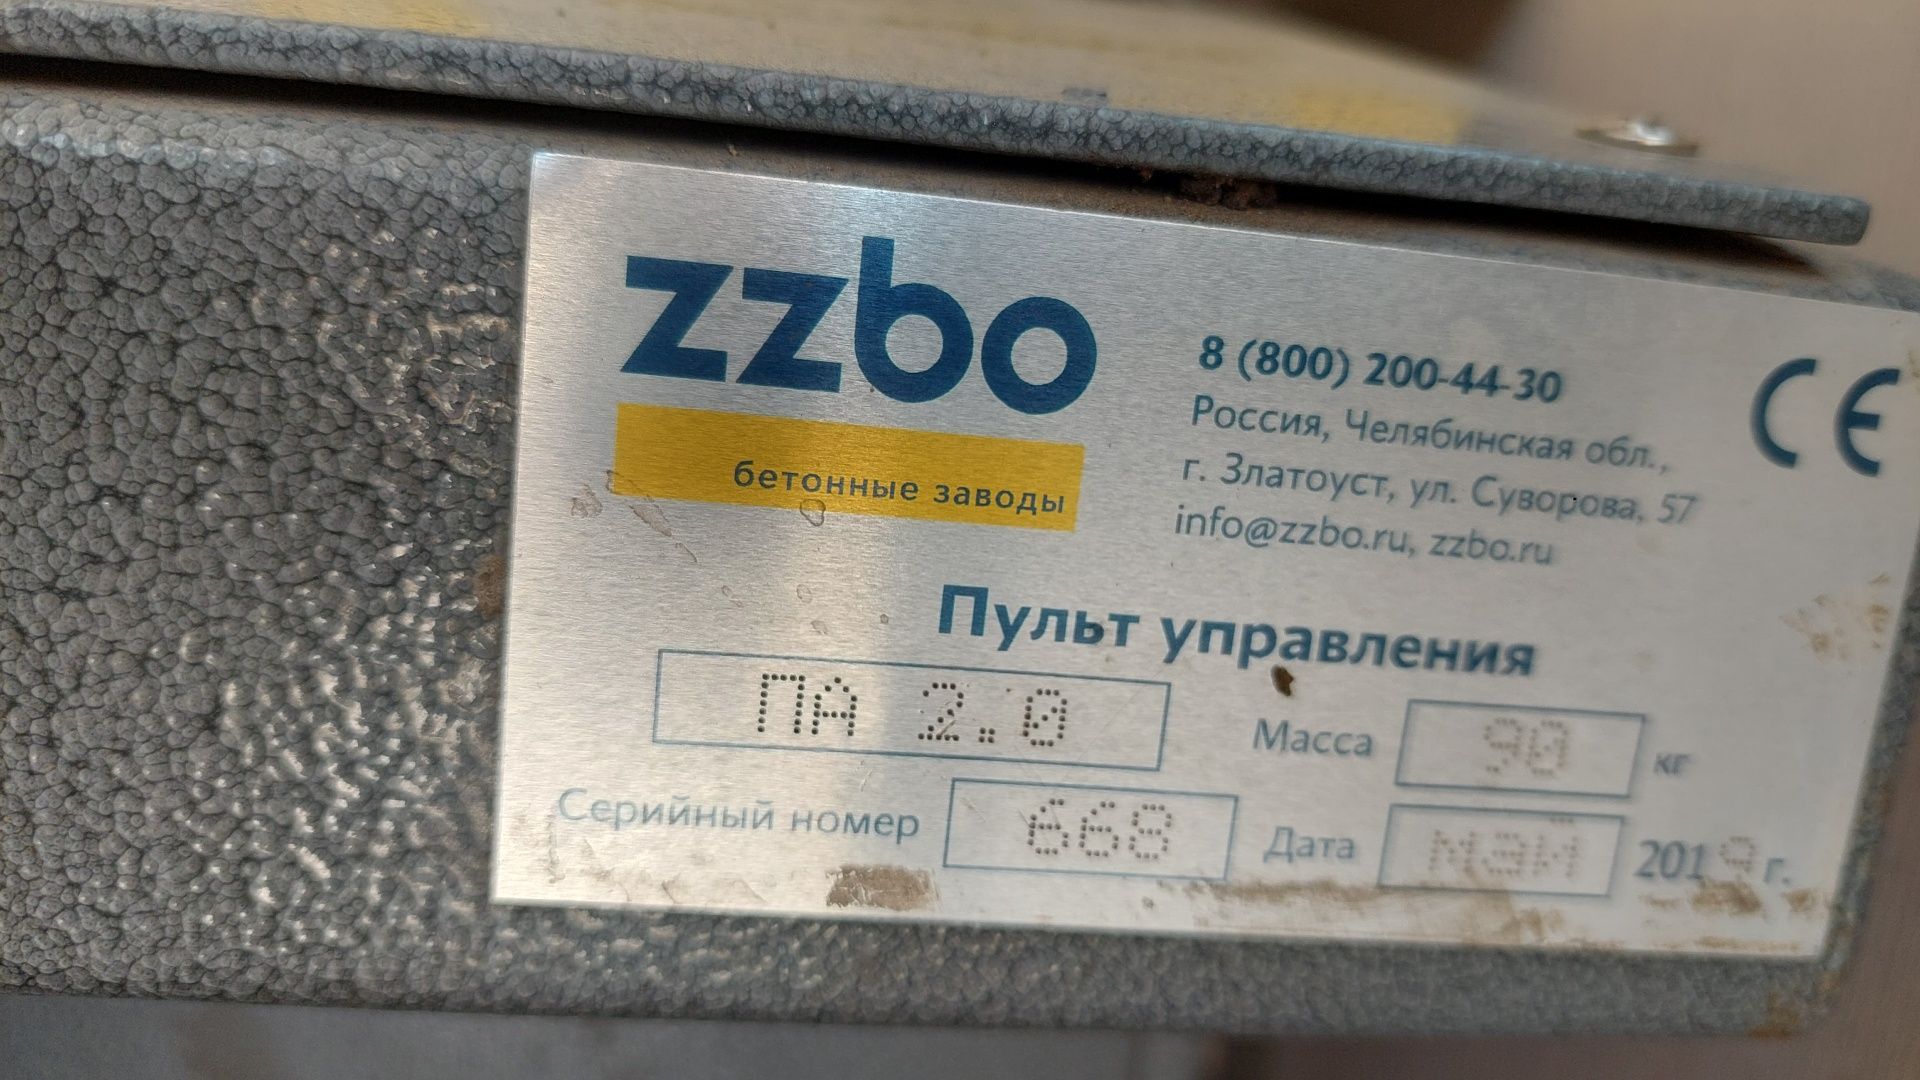 zzbo
бетонные заводы
8 (800) 200-44-30
Россия, Челябинская обл.,
г. Златоуст, ул. Суворова, 57
info@zzbo.ru, zzbo.ru
CE
Пульт управления
ПА 2.0
Масса 90 кг
Серийный номер 668
Дата май 2019 г.